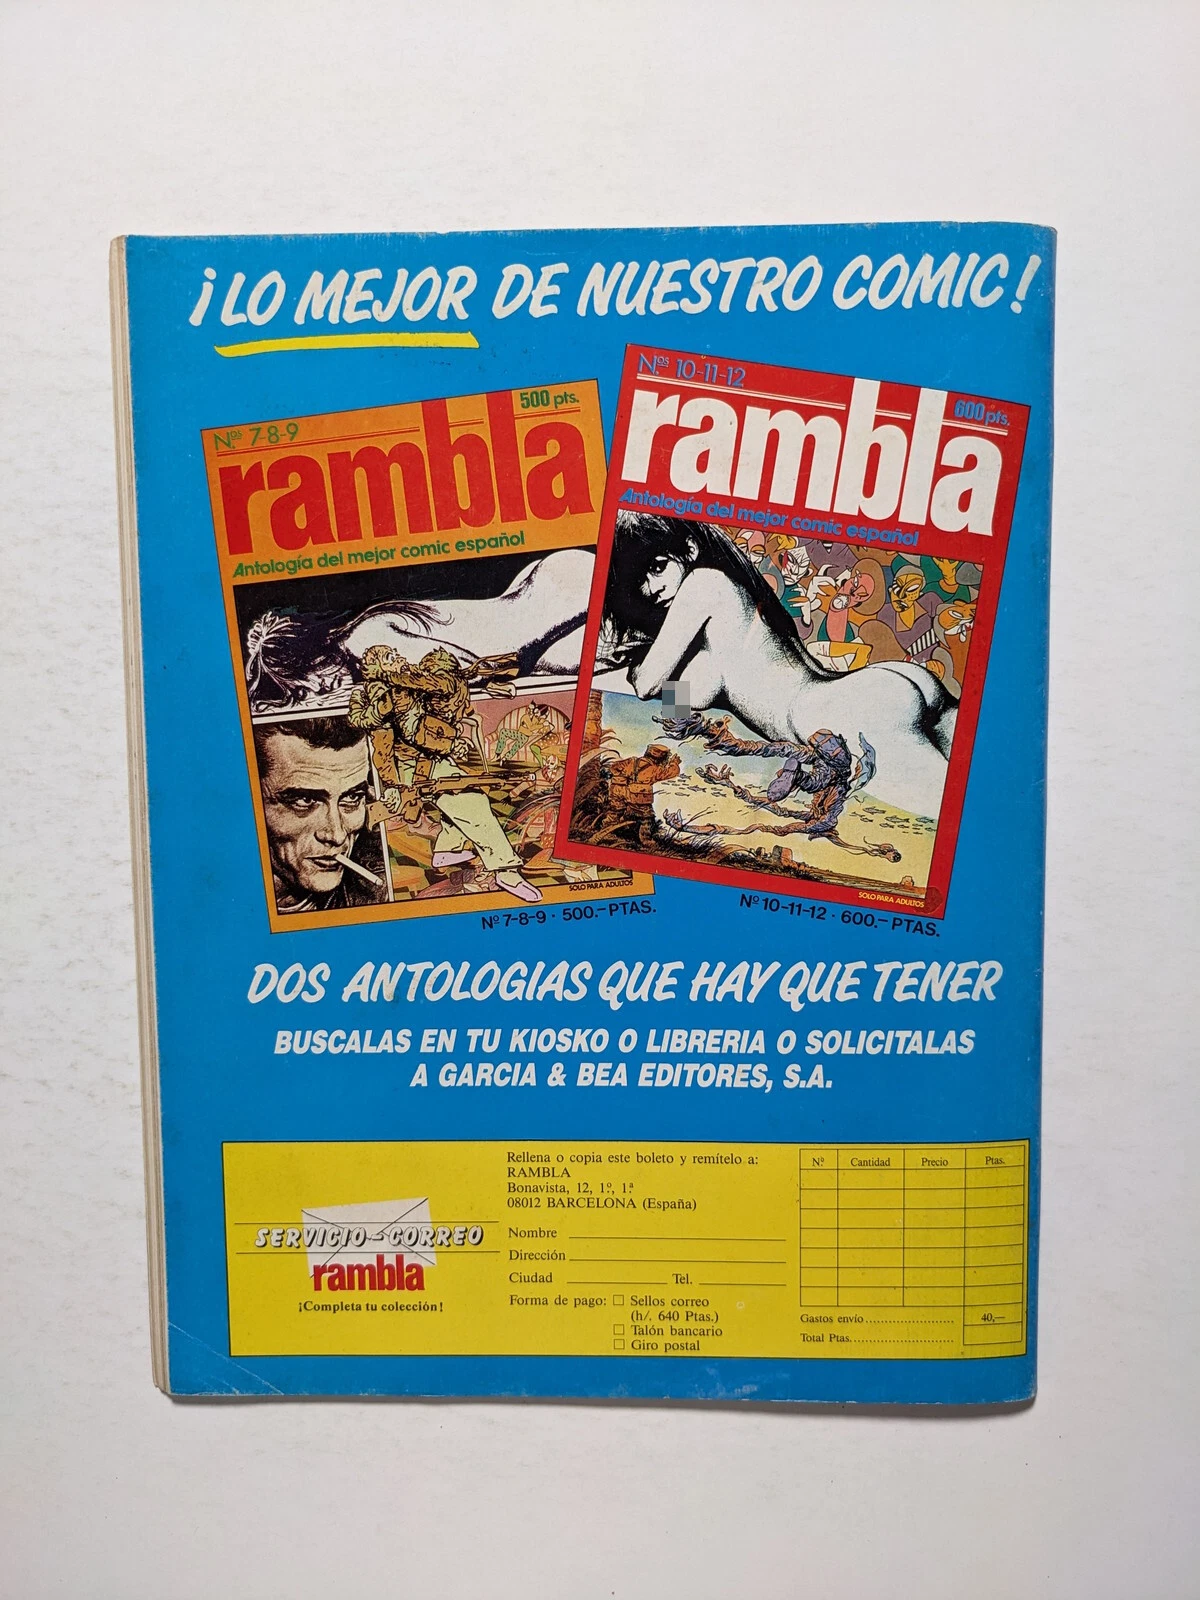 ¡LO MEJOR DE NUESTRO COMIC!
Nos. 7-8-9
500 pts.
rambla
Antología del mejor comic español
SOLO PARA ADULTOS
Nº 7-8-9 · 500.-PTAS.
Nos. 10-11-12
600 pts.
rambla
Antología del mejor comic español
SOLO PARA ADULTOS
Nº 10-11-12 · 600.-PTAS.
DOS ANTOLOGIAS QUE HAY QUE TENER
BUSCALAS EN TU KIOSKO O LIBRERIA O SOLICITALAS
A GARCIA & BEA EDITORES, S.A.
SERVICIO-CORREO
rambla
¡Completa tu colección!
Rellena o copia este boleto y remítelo a:
RAMBLA
Bonavista, 12, 1.º, 1.ª
08012 BARCELONA (España)
Nombre
Dirección
Ciudad Tel.
Forma de pago: Sellos correo
(h/. 640 Ptas.)
Talón bancario
Giro postal
Nº Cantidad Precio Ptas.
Gastos envío ........................ 40,—
Total Ptas. ...........................